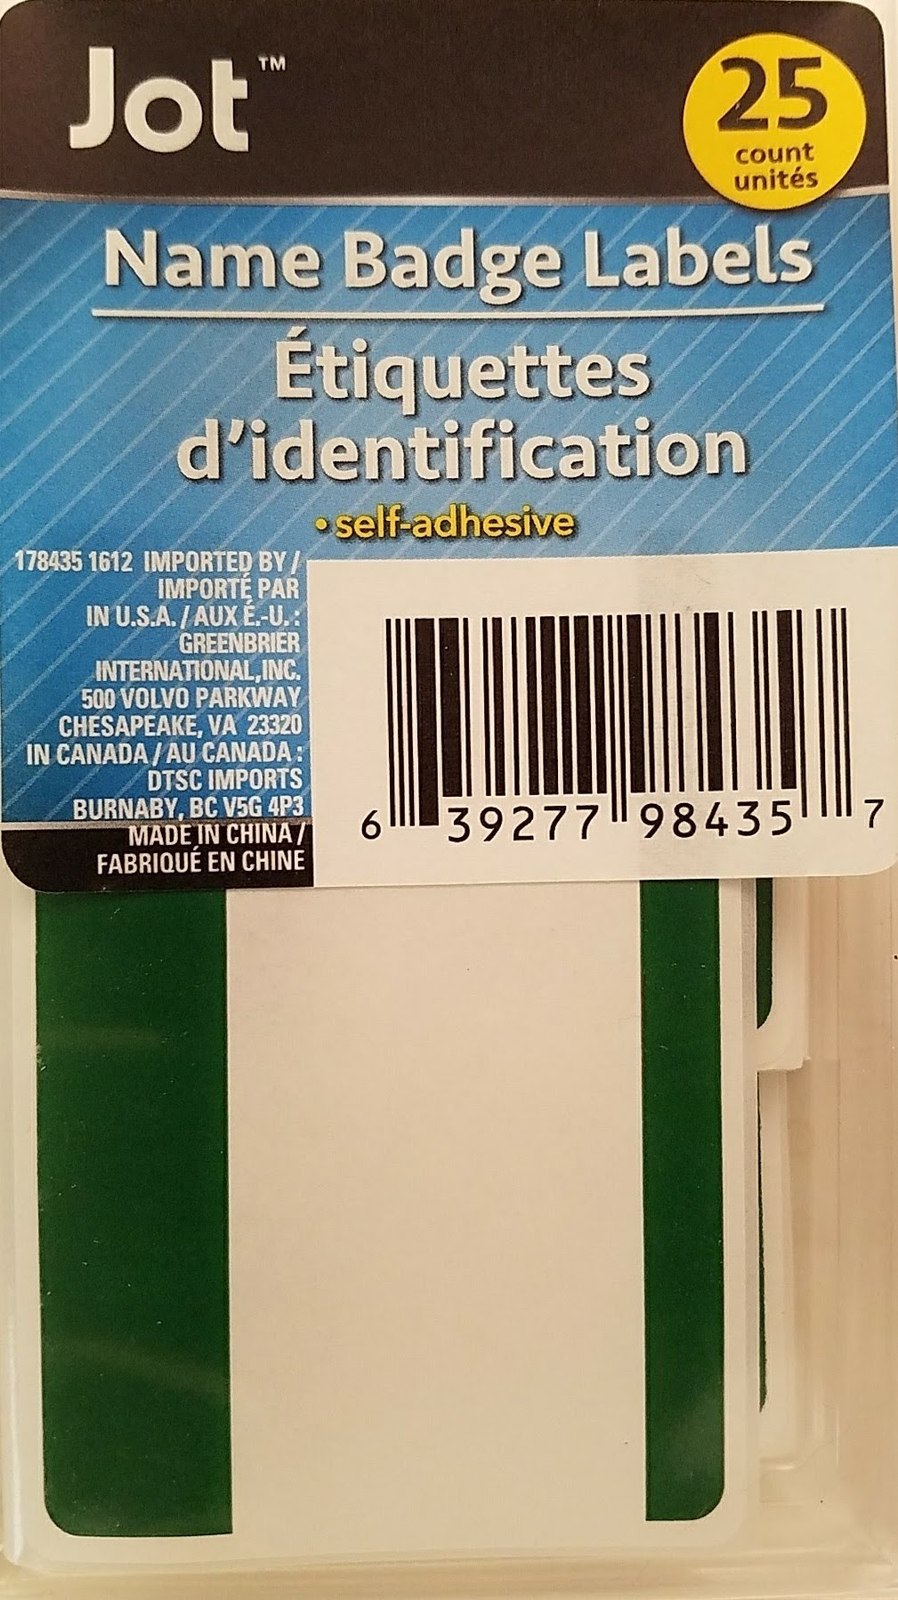 Jot™
25
count
unités
Name Badge Labels
Étiquettes
d'identification
• self-adhesive
178435 1612 IMPORTED BY /
IMPORTÉ PAR
IN U.S.A. / AUX É.-U. :
GREENBRIER
INTERNATIONAL, INC.
500 VOLVO PARKWAY
CHESAPEAKE, VA 23320
IN CANADA / AU CANADA :
DTSC IMPORTS
BURNABY, BC V5G 4P3
MADE IN CHINA /
FABRIQUÉ EN CHINE
6 39277 98435 7